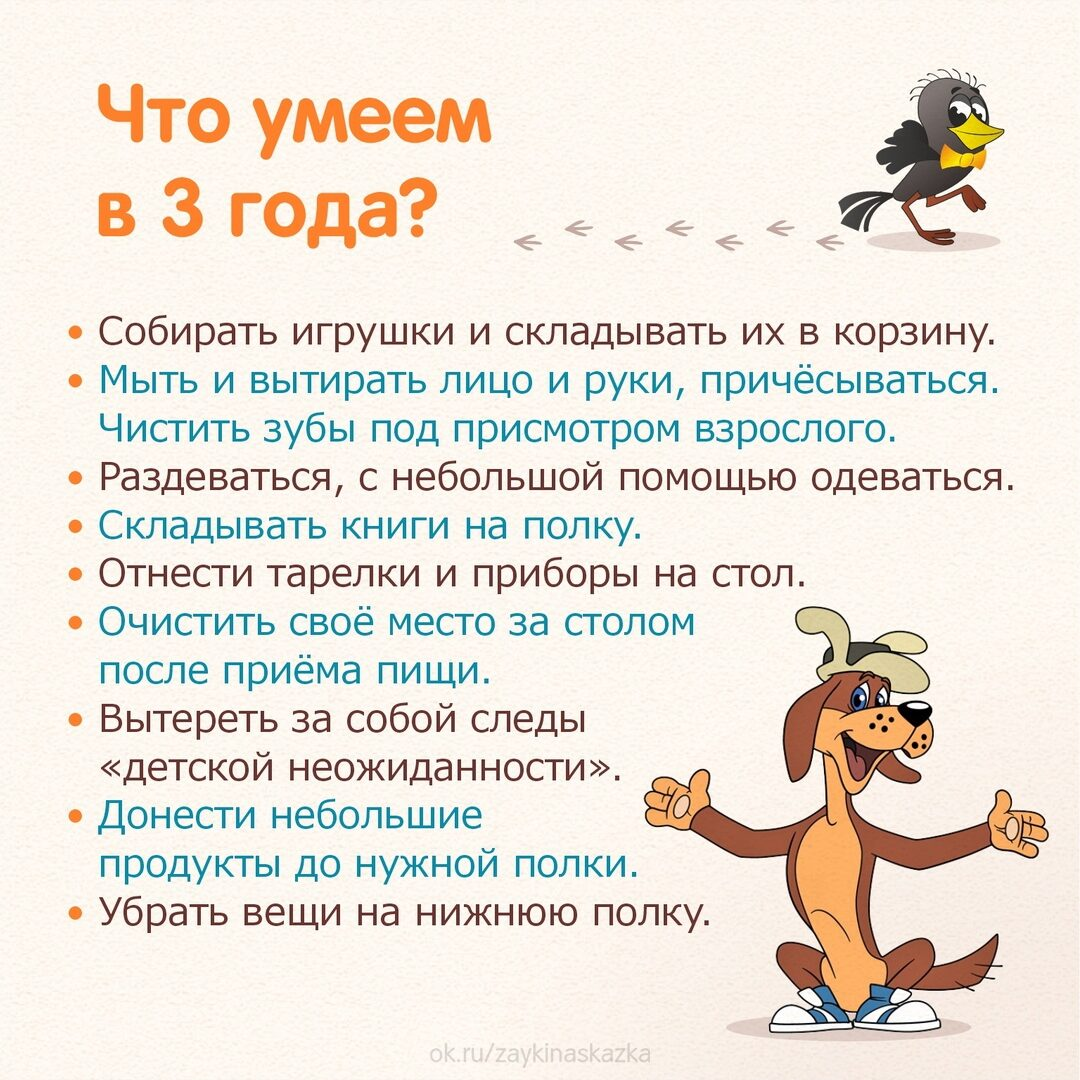 Что умеем
в 3 года?
• Собирать игрушки и складывать их в корзину.
• Мыть и вытирать лицо и руки, причёсываться.
Чистить зубы под присмотром взрослого.
• Раздеваться, с небольшой помощью одеваться.
• Складывать книги на полку.
• Отнести тарелки и приборы на стол.
• Очистить своё место за столом
после приёма пищи.
• Вытереть за собой следы
«детской неожиданности».
• Донести небольшие
продукты до нужной полки.
• Убрать вещи на нижнюю полку.
ok.ru/zaykinaskazka